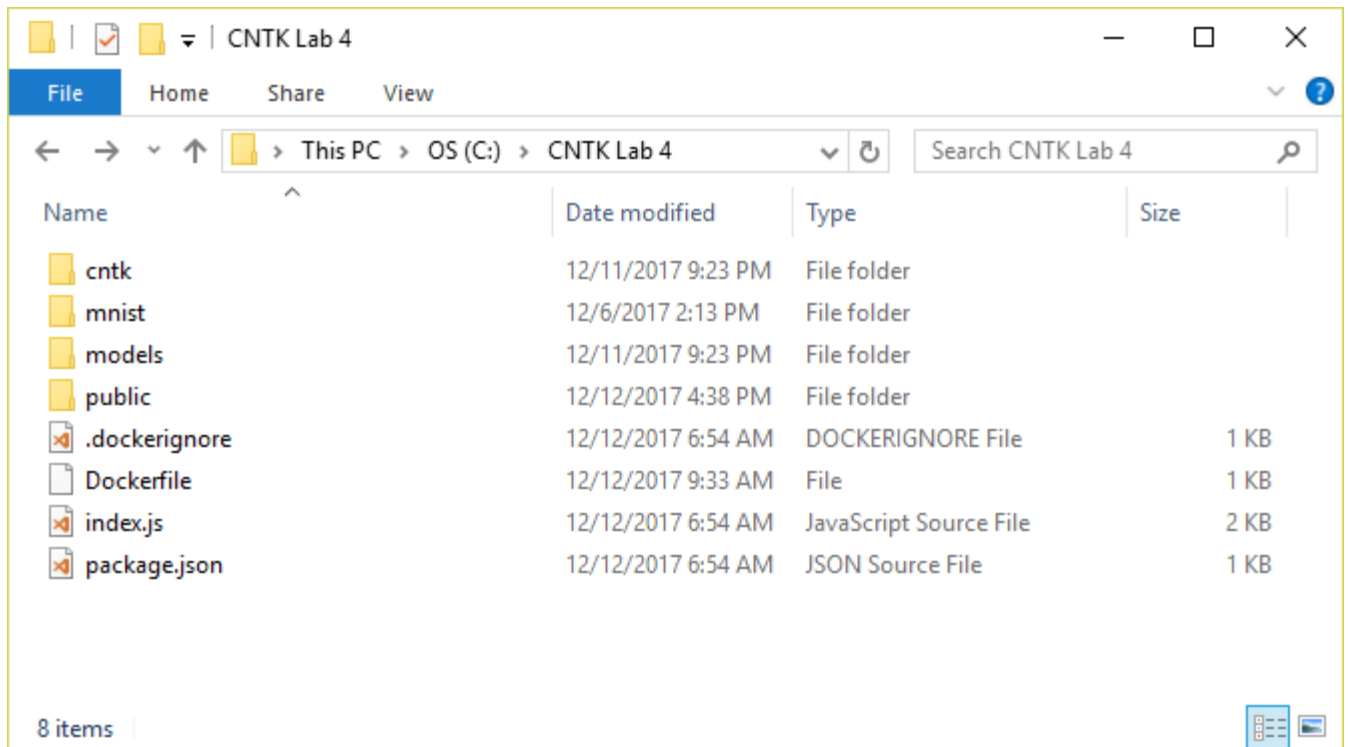 CNTK Lab 4
File Home Share View
This PC > OS (C:) > CNTK Lab 4 Search CNTK Lab 4
Name Date modified Type Size
cntk 12/11/2017 9:23 PM File folder
mnist 12/6/2017 2:13 PM File folder
models 12/11/2017 9:23 PM File folder
public 12/12/2017 4:38 PM File folder
.dockerignore 12/12/2017 6:54 AM DOCKERIGNORE File 1 KB
Dockerfile 12/12/2017 9:33 AM File 1 KB
index.js 12/12/2017 6:54 AM JavaScript Source File 2 KB
package.json 12/12/2017 6:54 AM JSON Source File 1 KB
8 items